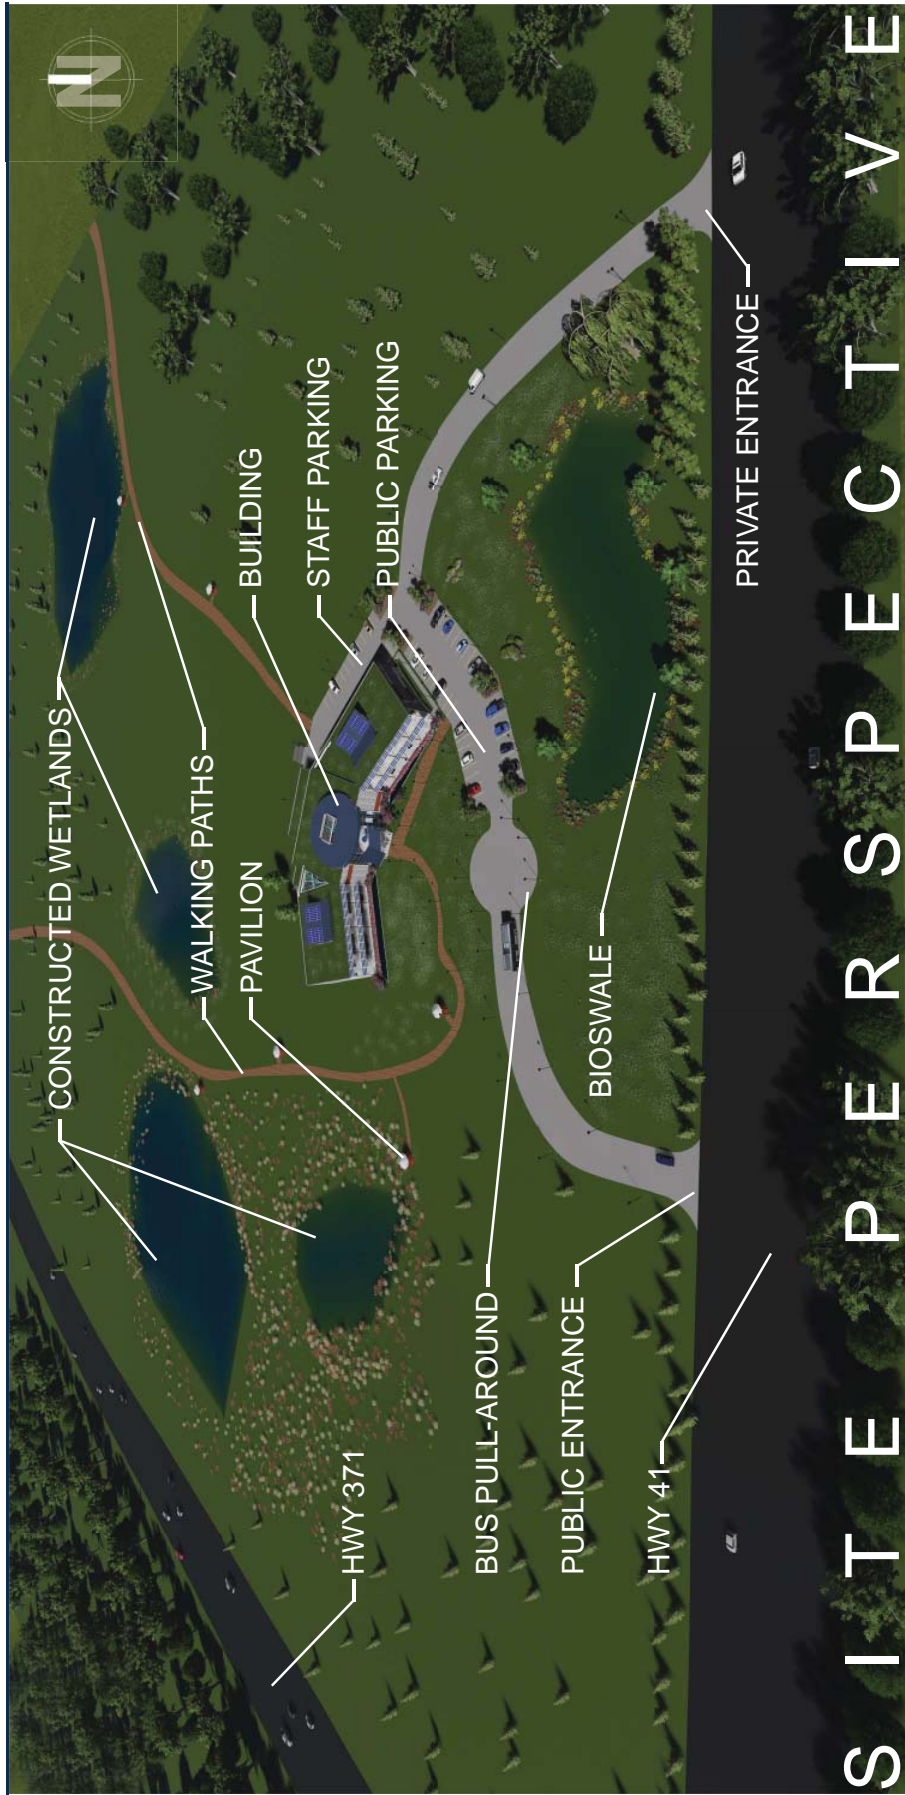 N
CONSTRUCTED WETLANDS
WALKING PATHS
PAVILION
BUILDING
STAFF PARKING
PUBLIC PARKING
HWY 371
BUS PULL-AROUND
PUBLIC ENTRANCE
BIOSWALE
HWY 41
PRIVATE ENTRANCE
SITE PERSPECTIVE